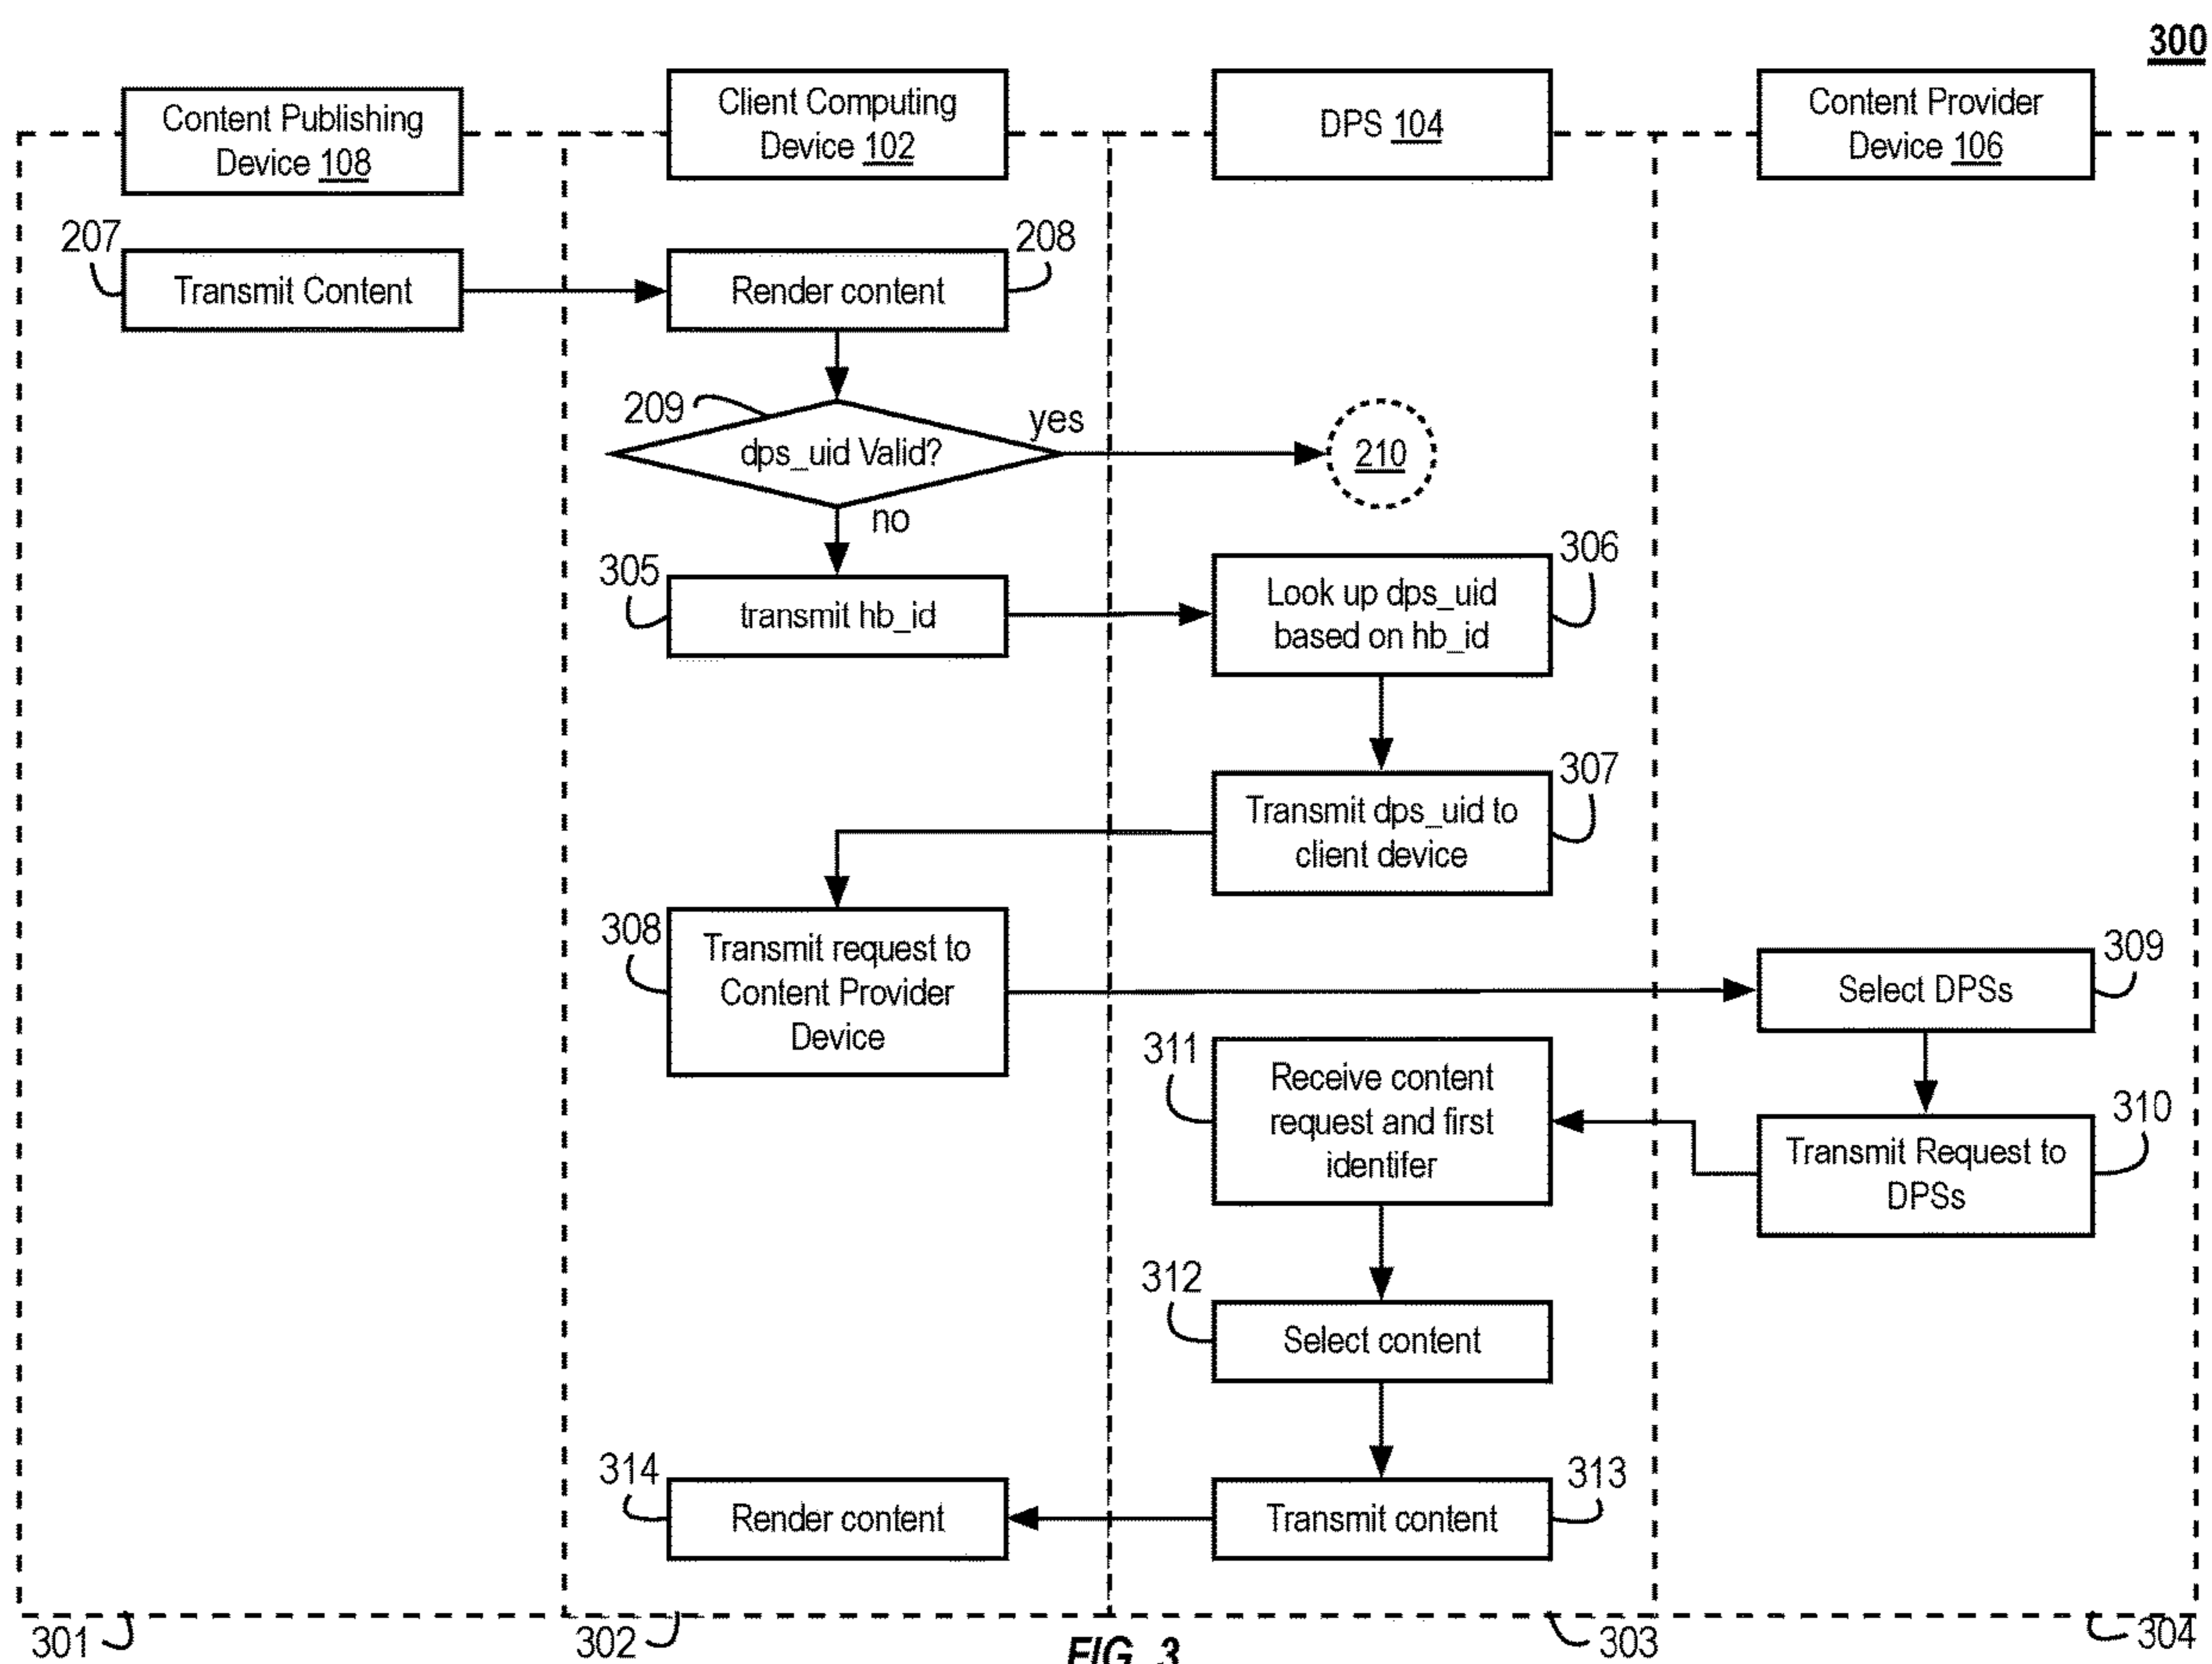 300
Content Publishing
Device 108
Client Computing
Device 102
DPS 104
Content Provider
Device 106
207
Transmit Content
Render content
208
209
dps_uid Valid?
yes
210
no
305
transmit hb_id
306
Look up dps_uid
based on hb_id
307
Transmit dps_uid to
client device
308
Transmit request to
Content Provider
Device
309
Select DPSs
311
Receive content
request and first
identifer
310
Transmit Request to
DPSs
312
Select content
314
Render content
313
Transmit content
301
302
303
304
FIG. 3